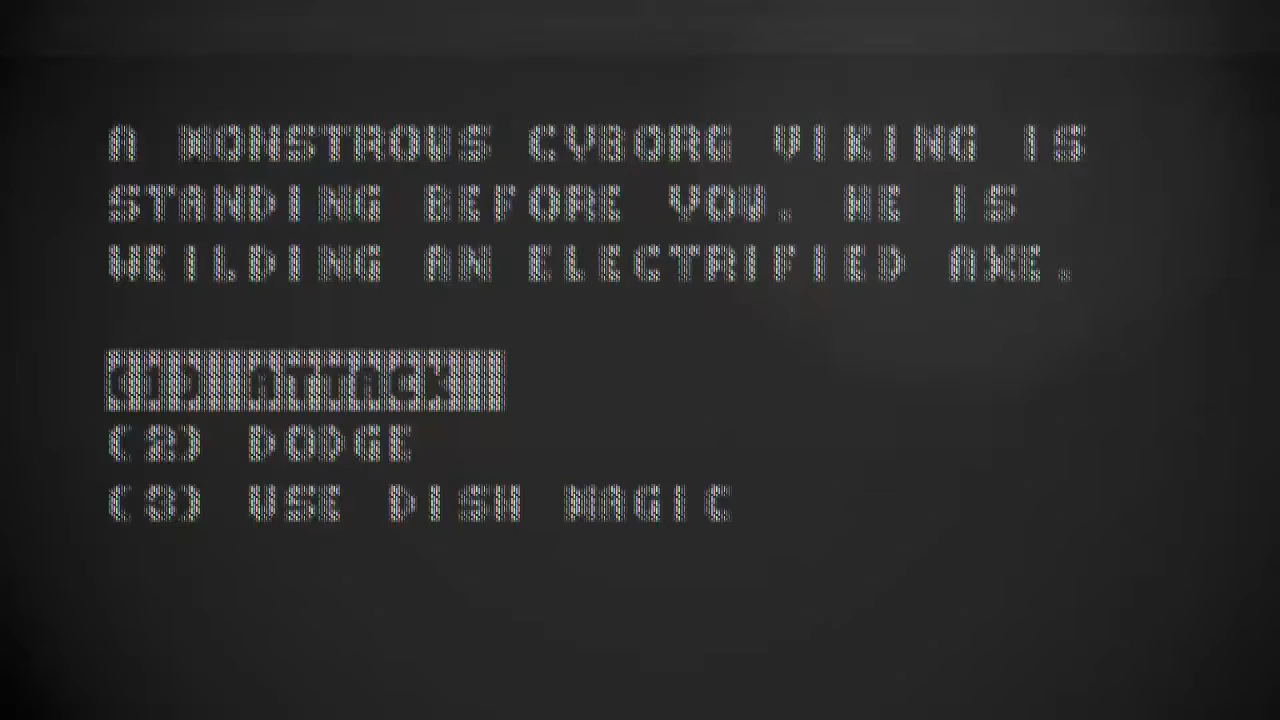 A MONSTROUS CYBORG VIKING IS
STANDING BEFORE YOU. HE IS
WEILDING AN ELECTRIFIED AXE.
(1) ATTACK
(2) DODGE
(3) USE DISH MAGIC